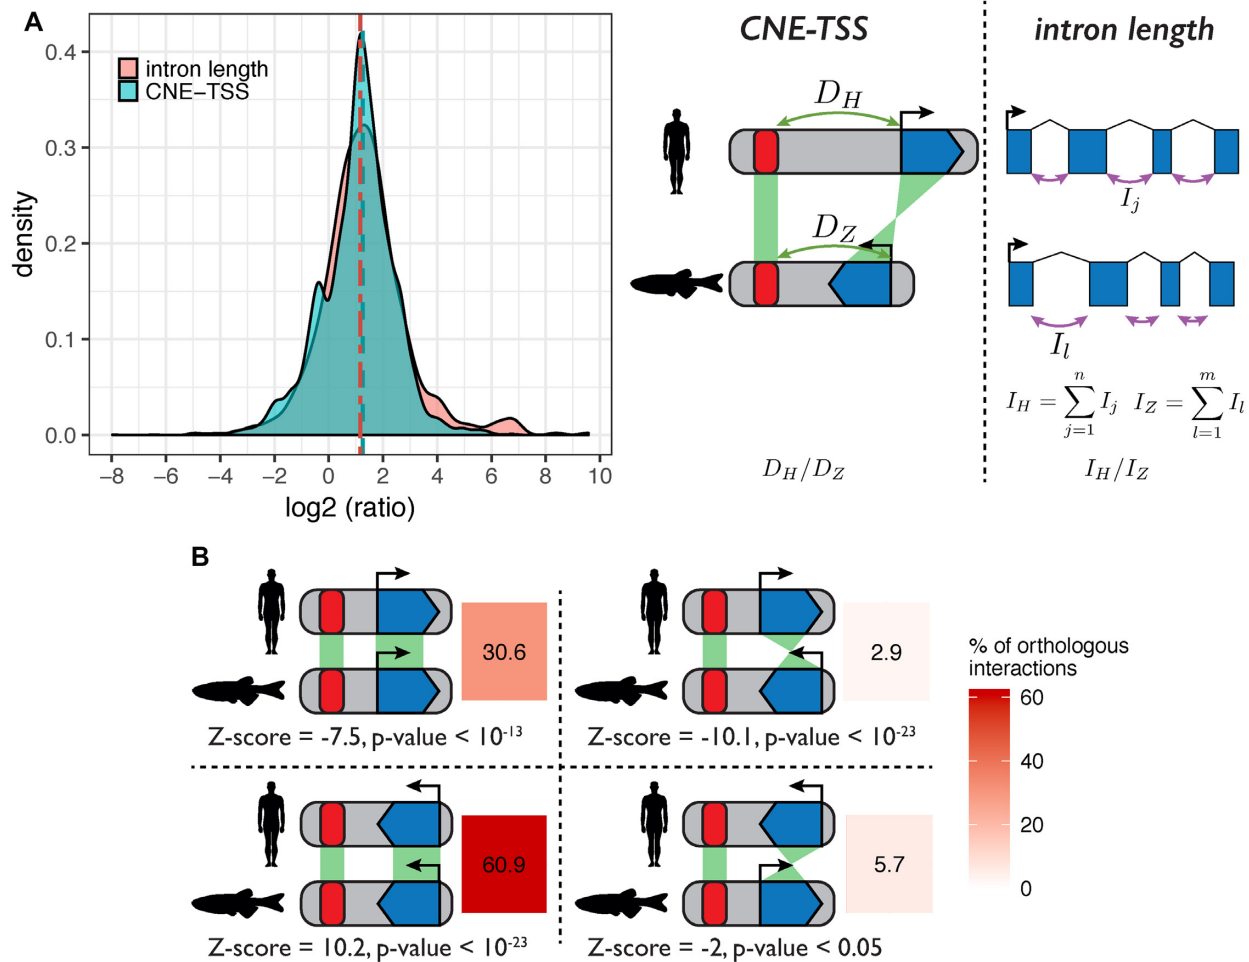 A
intron length
CNE−TSS
density
0.4
0.3
0.2
0.1
0.0
−8 −6 −4 −2 0 2 4 6 8 10
log2 (ratio)
CNE-TSS
D_H
D_Z
D_H/D_Z
intron length
I_j
I_l
I_H = \sum_{j=1}^{n} I_j I_Z = \sum_{l=1}^{m} I_l
I_H/I_Z
B
30.6
Z-score = -7.5, p-value < 10^{-13}
2.9
Z-score = -10.1, p-value < 10^{-23}
60.9
Z-score = 10.2, p-value < 10^{-23}
5.7
Z-score = -2, p-value < 0.05
% of orthologous
interactions
60
40
20
0